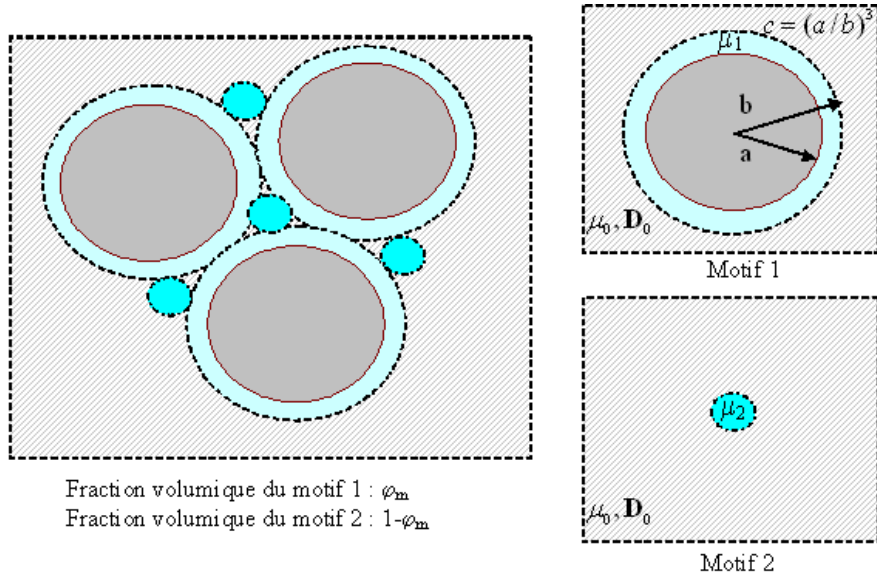 c = (a/b)³
μ₁
b
a
μ₀, D₀
Motif 1
μ₂
μ₀, D₀
Motif 2
Fraction volumique du motif 1 : φₘ
Fraction volumique du motif 2 : 1-φₘ